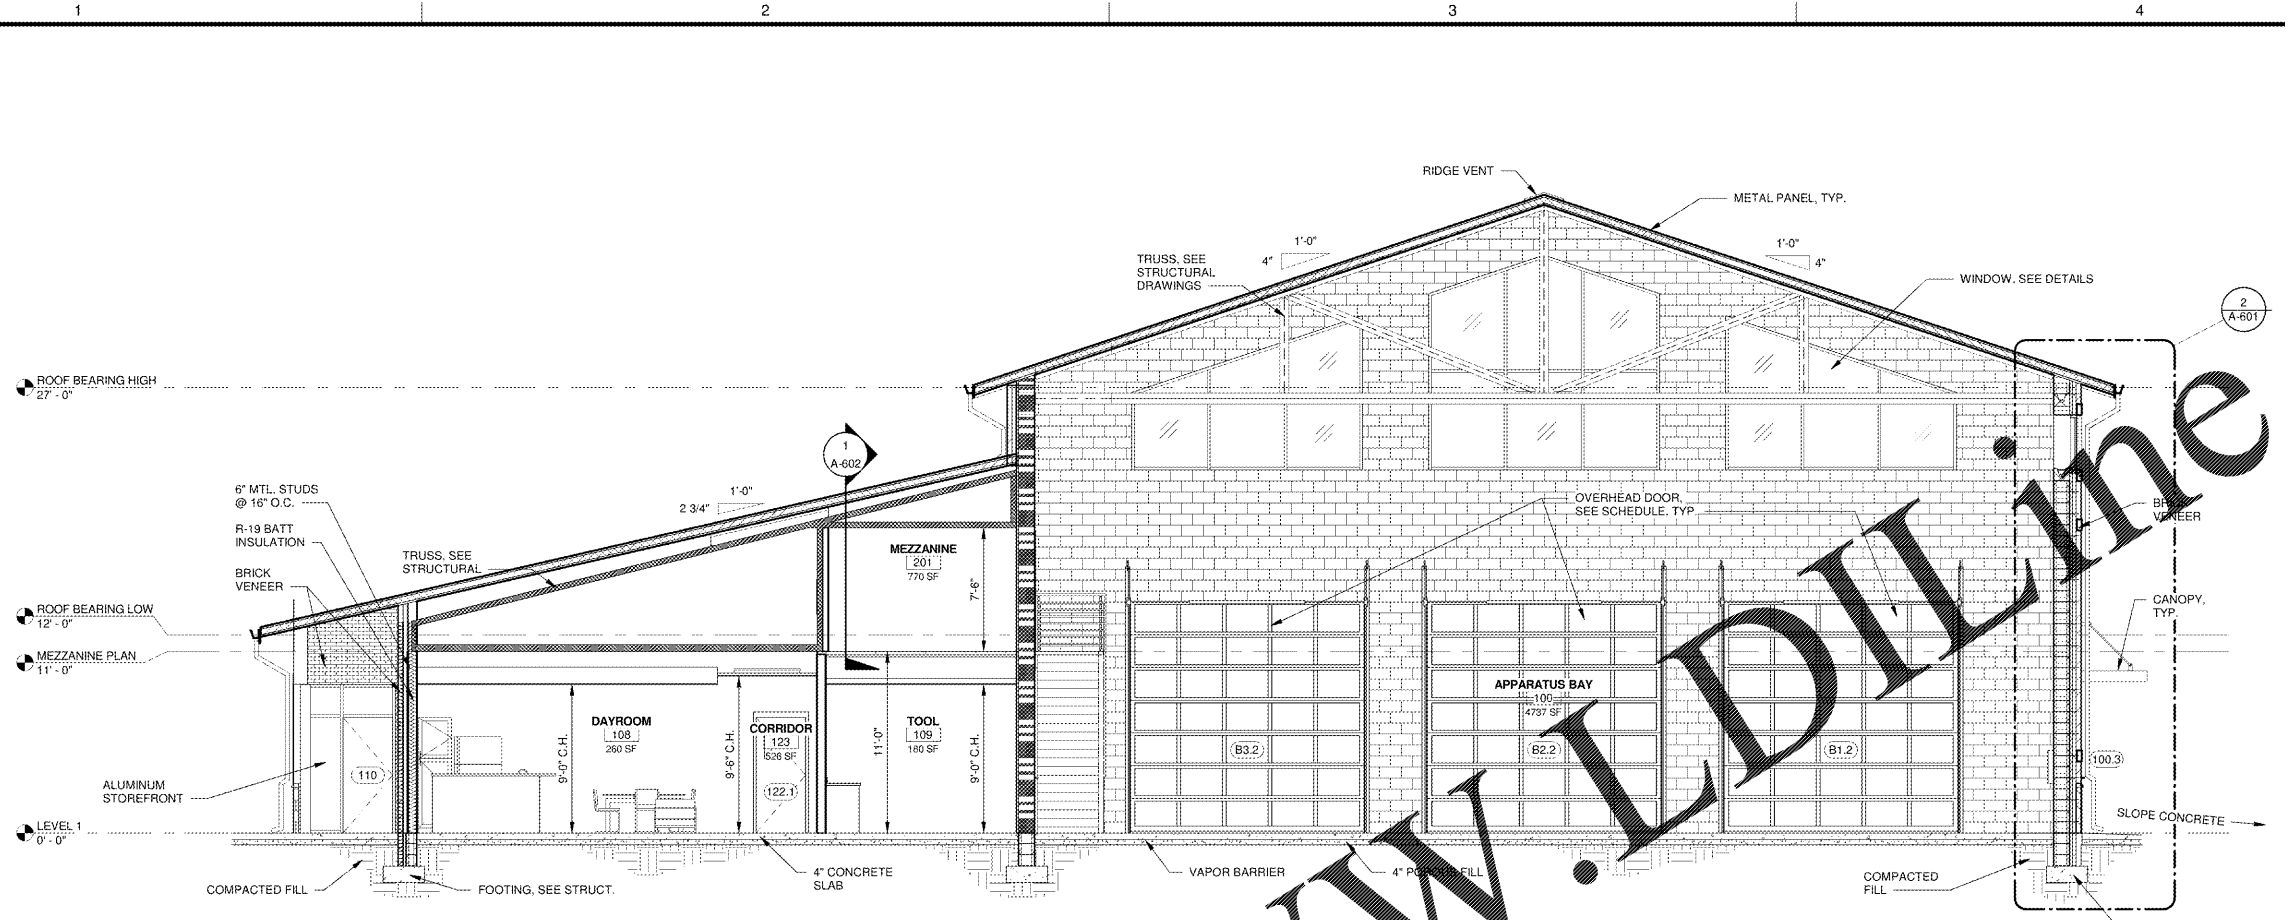 1
2
3
4
RIDGE VENT
METAL PANEL, TYP.
1'-0"
4"
1'-0"
4"
TRUSS, SEE
STRUCTURAL
DRAWINGS
WINDOW, SEE DETAILS
2
A-601
ROOF BEARING HIGH
27' - 0"
1
A-602
6" MTL. STUDS
@ 16" O.C.
1'-0"
2 3/4"
R-19 BATT
INSULATION
TRUSS, SEE
STRUCTURAL
BRICK
VENEER
OVERHEAD DOOR,
SEE SCHEDULE, TYP
VENEER
MEZZANINE
201
770 SF
7'-6"
ROOF BEARING LOW
12' - 0"
CANOPY,
TYP.
MEZZANINE PLAN
11' - 0"
APPARATUS BAY
100
4737 SF
DAYROOM
108
260 SF
CORRIDOR
123
526 SF
TOOL
109
180 SF
9'-0" C.H.
9'-6" C.H.
11'-0"
9'-0" C.H.
B3.2
B2.2
B1.2
100.3
110
122.1
ALUMINUM
STOREFRONT
LEVEL 1
0' - 0"
SLOPE CONCRETE
COMPACTED FILL
FOOTING, SEE STRUCT.
4" CONCRETE
SLAB
VAPOR BARRIER
4" POROUS FILL
COMPACTED
FILL
W.LDILine.